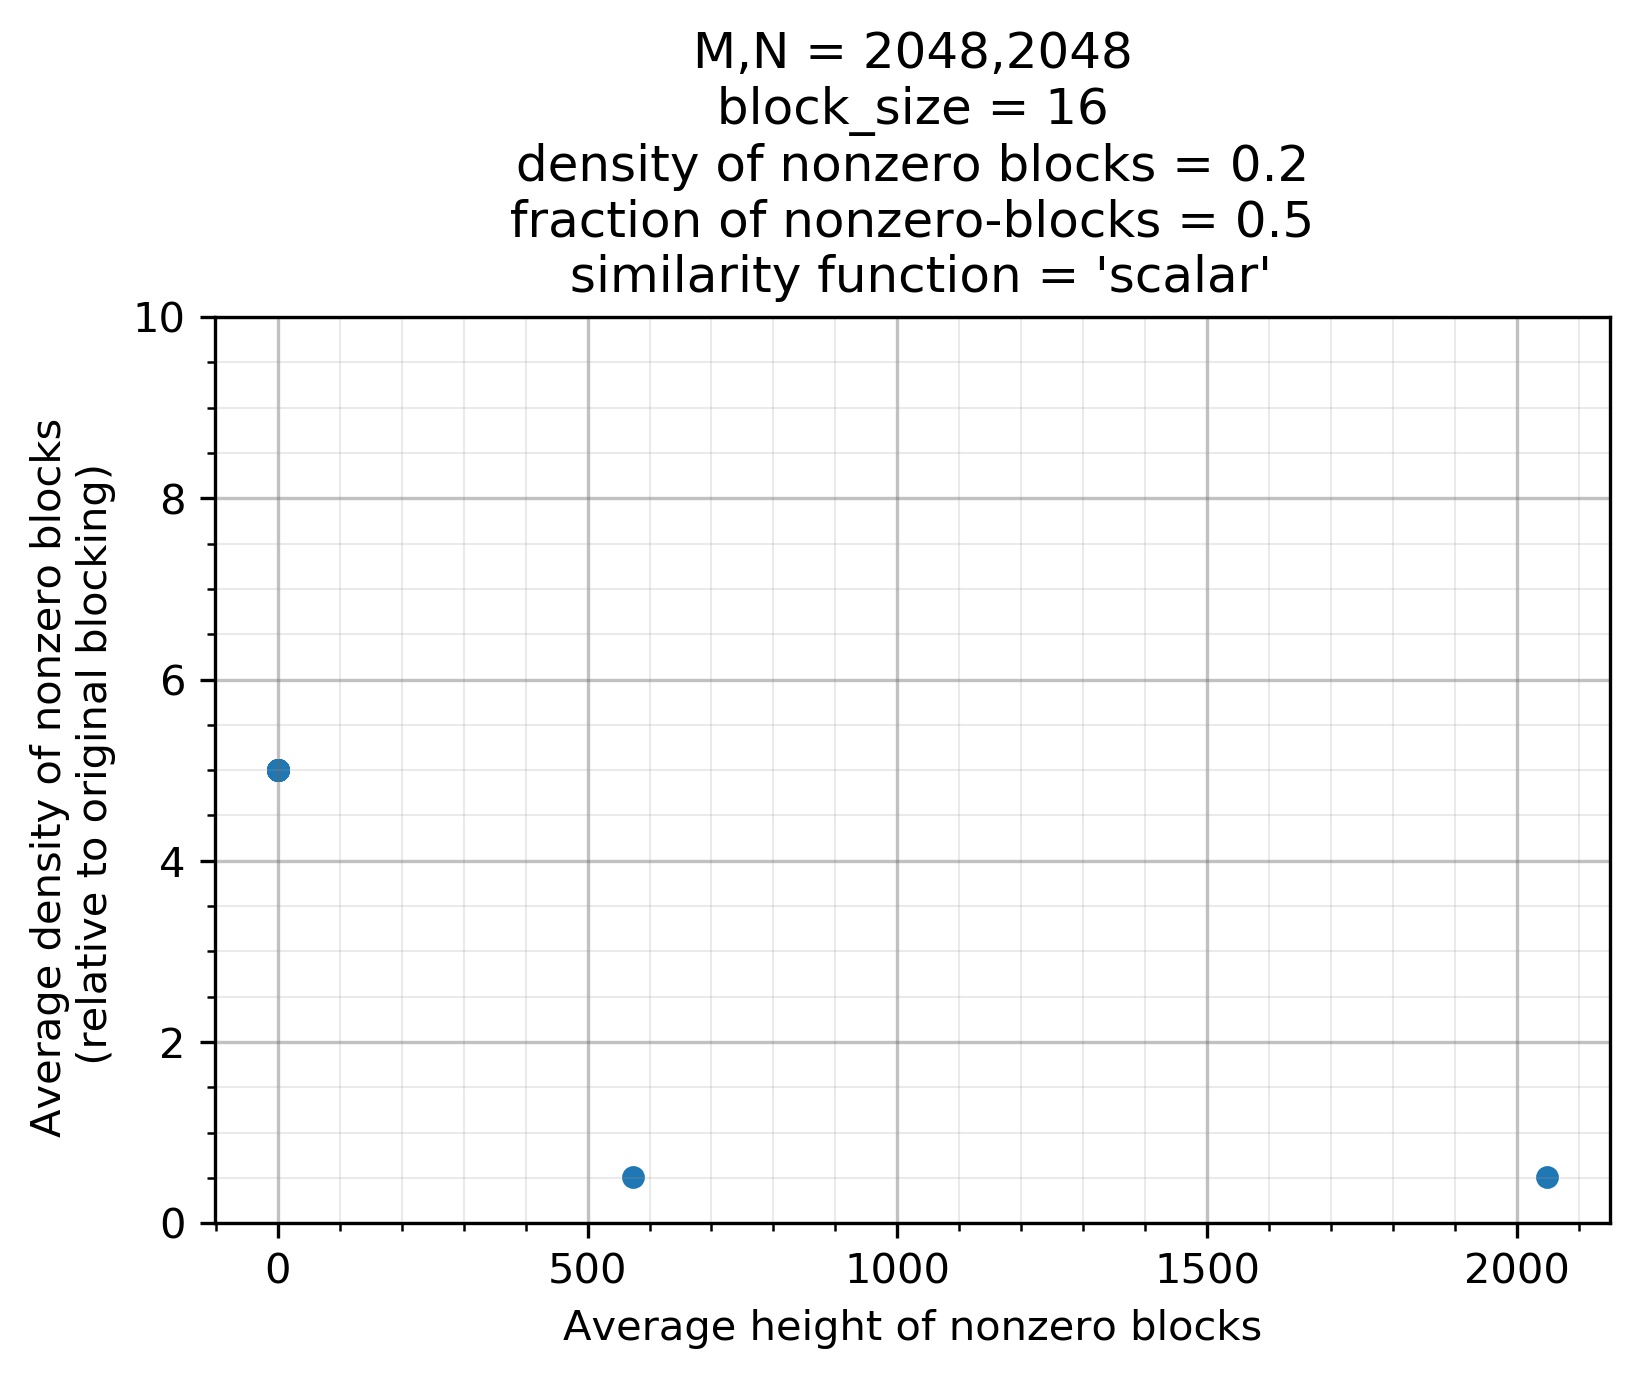 M,N = 2048,2048
block_size = 16
density of nonzero blocks = 0.2
fraction of nonzero-blocks = 0.5
similarity function = 'scalar'
10
8
6
4
2
0
Average density of nonzero blocks
(relative to original blocking)
0 500 1000 1500 2000
Average height of nonzero blocks